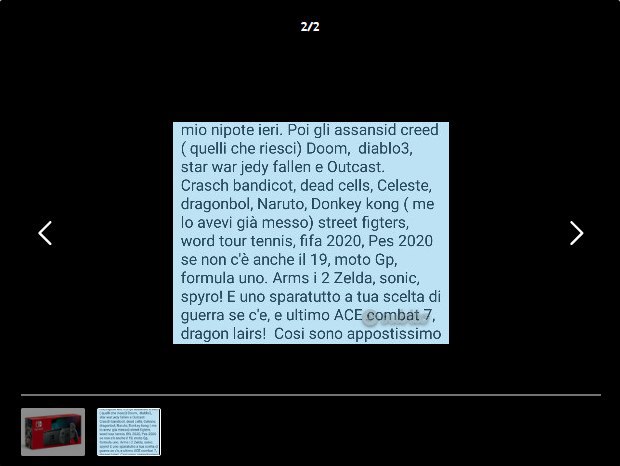 2/2
mio nipote ieri. Poi gli assansid creed
( quelli che riesci) Doom, diablo3,
star war jedy fallen e Outcast.
Crasch bandicot, dead cells, Celeste,
dragonbol, Naruto, Donkey kong ( me
lo avevi già messo) street figters,
word tour tennis, fifa 2020, Pes 2020
se non c'è anche il 19, moto Gp,
formula uno. Arms i 2 Zelda, sonic,
spyro! E uno sparatutto a tua scelta di
guerra se c'e, e ultimo ACE combat 7,
dragon lairs! Cosi sono appostissimo